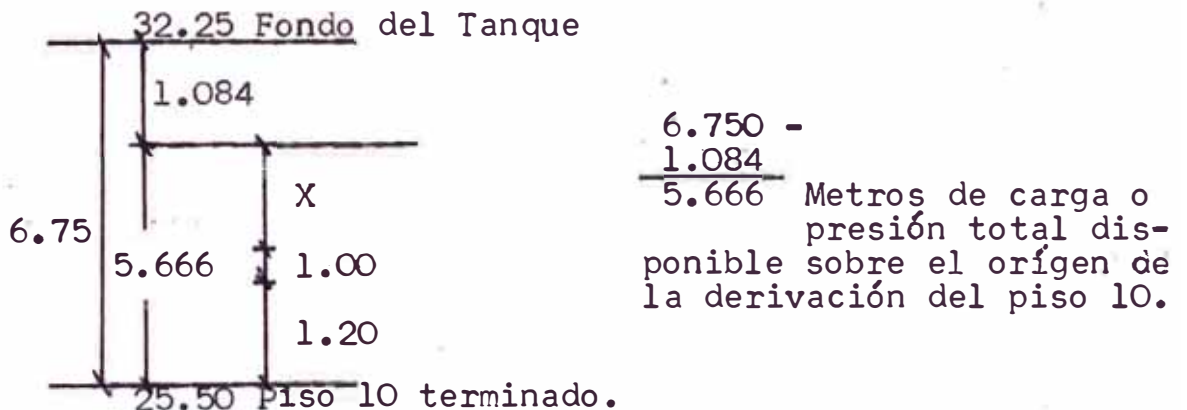 32.25 Fondo del Tanque
1.084
6.750 -
1.084
5.666 Metros de carga o
presión total dis-
ponible sobre el orígen de
la derivación del piso 10.
X
6.75
5.666
1.00
1.20
25.50 Piso 10 terminado.